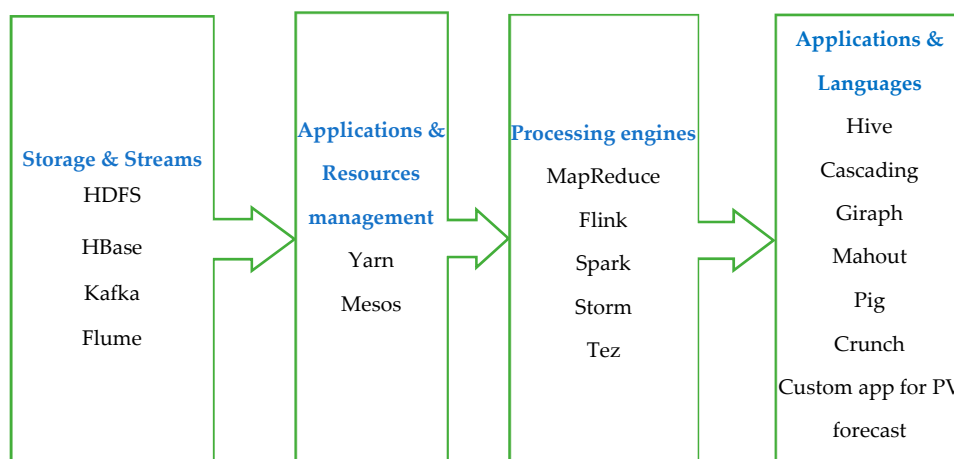 Storage & Streams
HDFS
HBase
Kafka
Flume
Applications &
Resources
management
Yarn
Mesos
Processing engines
MapReduce
Flink
Spark
Storm
Tez
Applications &
Languages
Hive
Cascading
Giraph
Mahout
Pig
Crunch
Custom app for PV
forecast